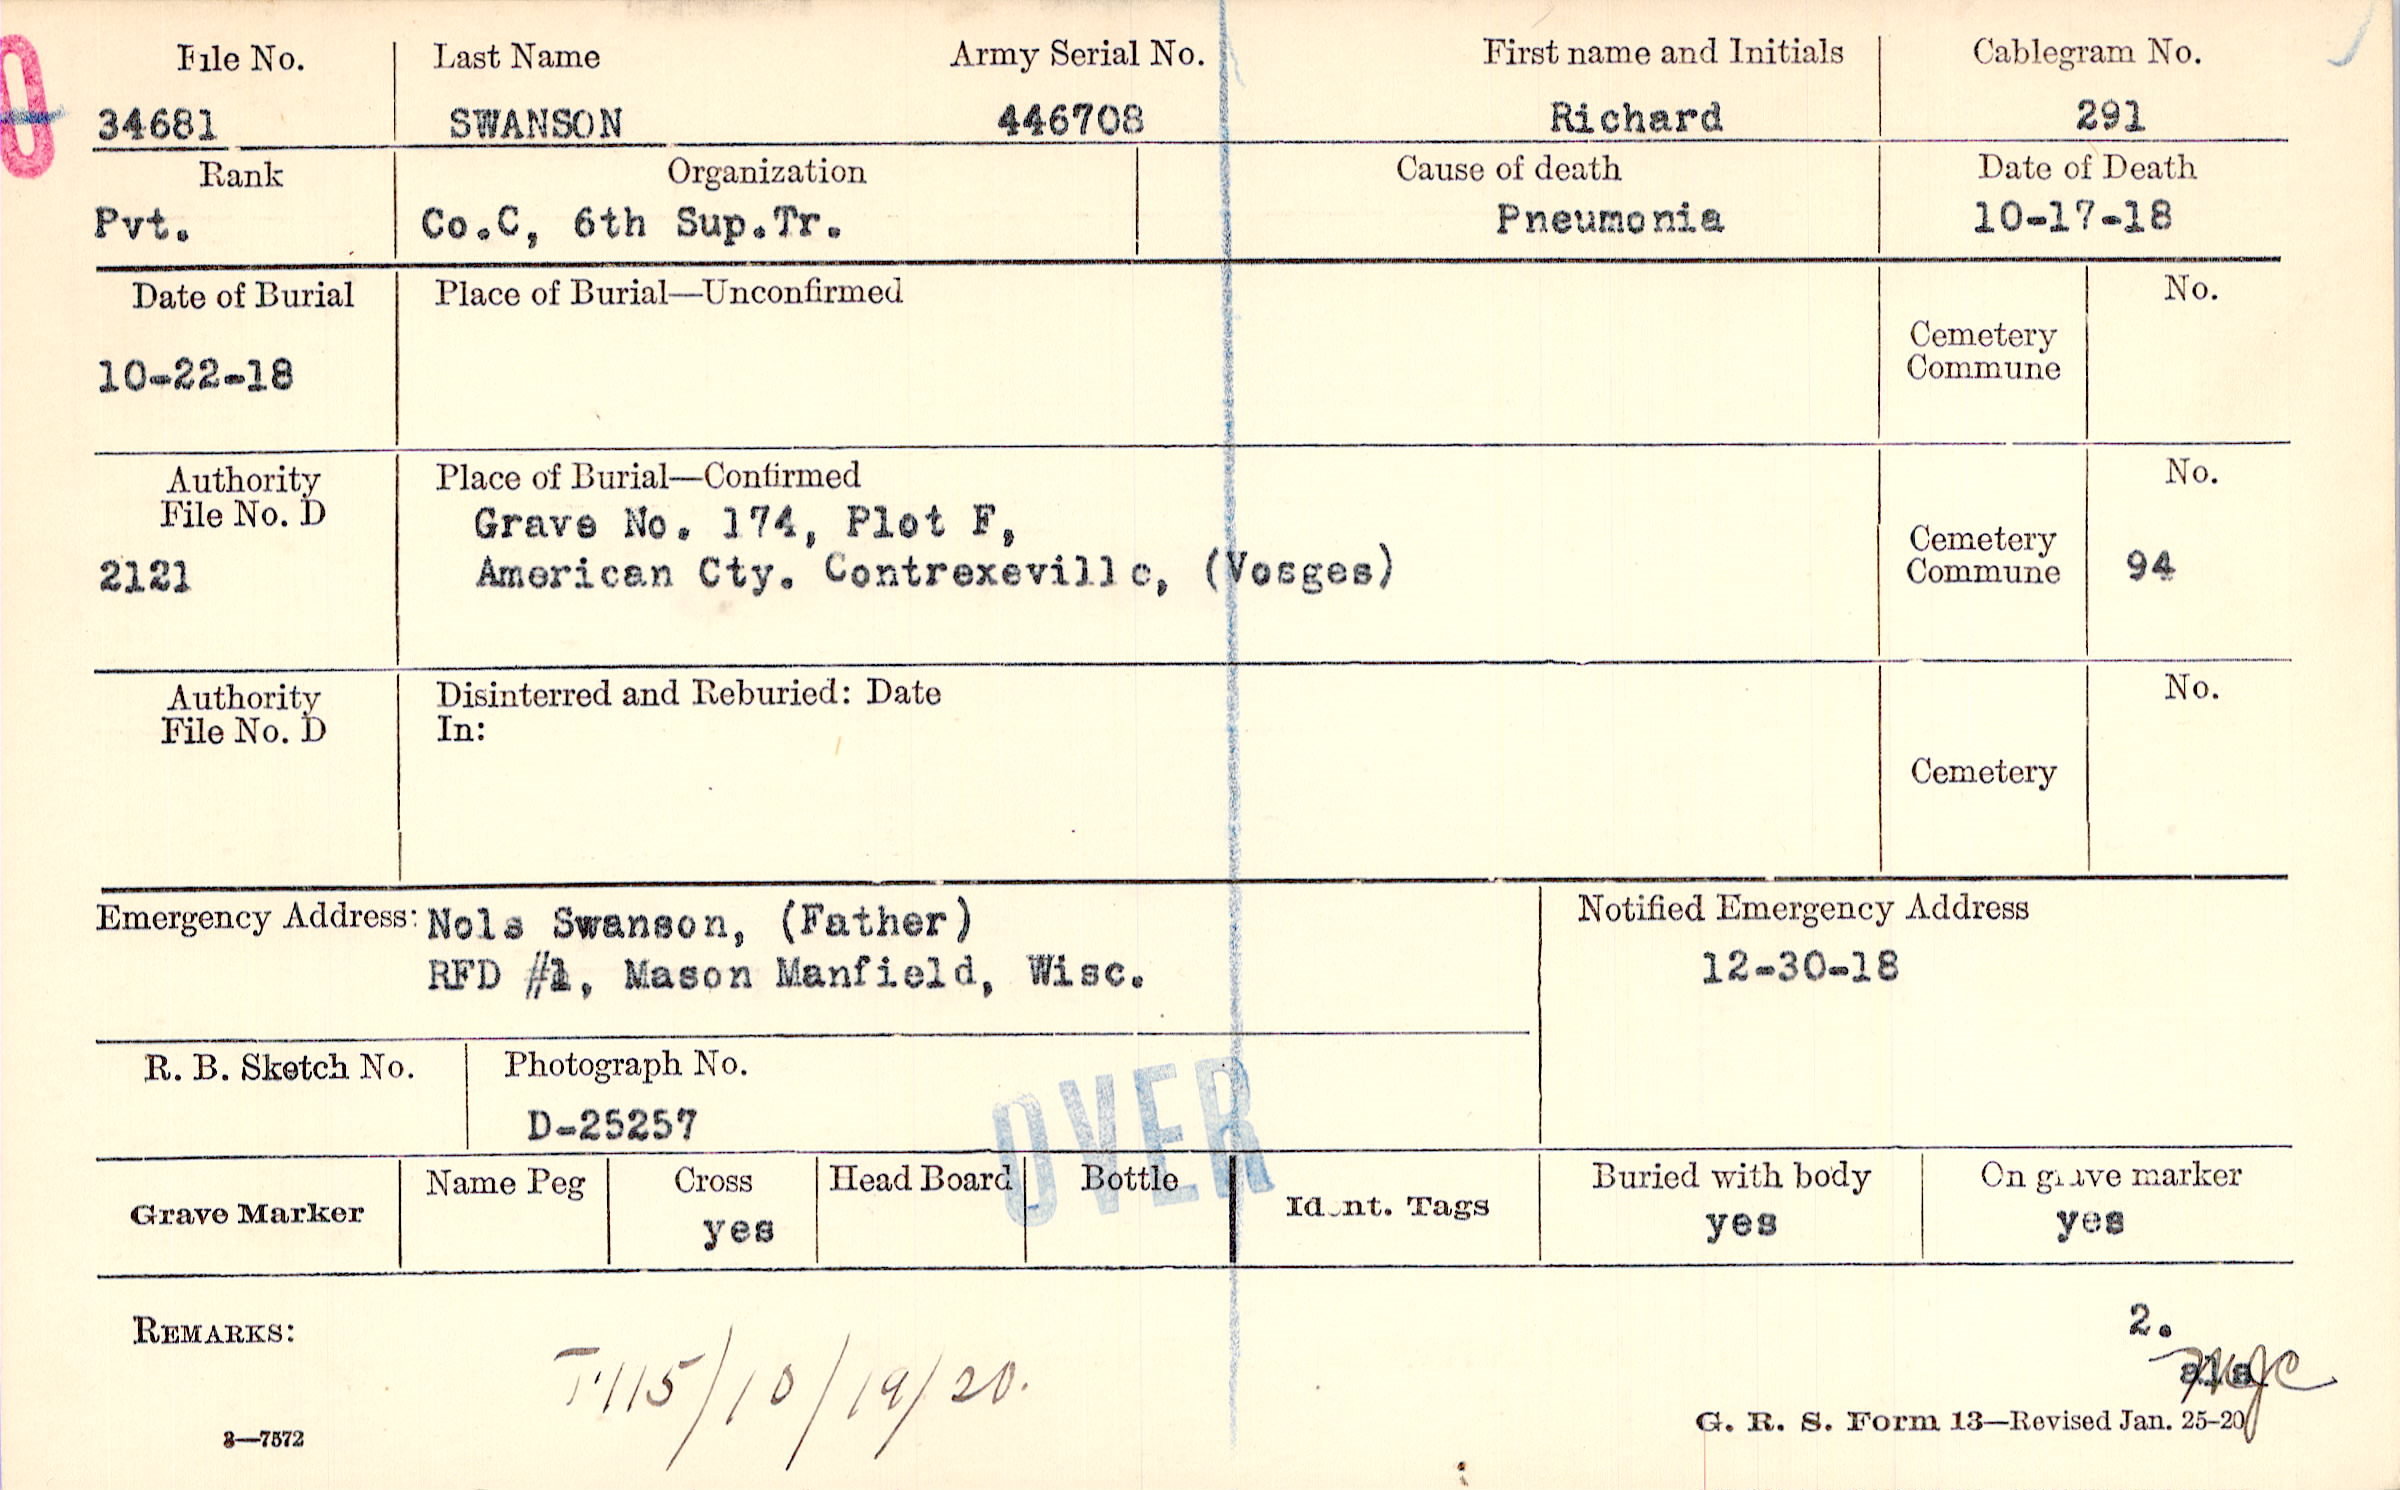 File No. Last Name Army Serial No. First name and Initials Cablegram No.
34681 SWANSON 446708 Richard 291
Rank Organization Cause of death Date of Death
Pvt. Co.C, 6th Sup.Tr. Pneumonia 10-17-18
Date of Burial Place of Burial—Unconfirmed No.
10-22-18 Cemetery
Commune
Authority Place of Burial—Confirmed No.
File No. D Grave No. 174, Plot F, Cemetery
2121 American Cty. Contrexeville, (Vosges) Commune 94
Authority Disinterred and Reburied: Date No.
File No. D In:
Cemetery
Emergency Address: Nels Swanson, (Father) Notified Emergency Address
RFD #1, Mason Manfield, Wisc. 12-30-18
R. B. Sketch No. Photograph No.
D-25257
OVER
Grave Marker Name Peg Cross Head Board Bottle Ident. Tags Buried with body On grave marker
yes yes yes
REMARKS: 2.
115/10/19/20.
3—7572 G. R. S. Form 13—Revised Jan. 25-20